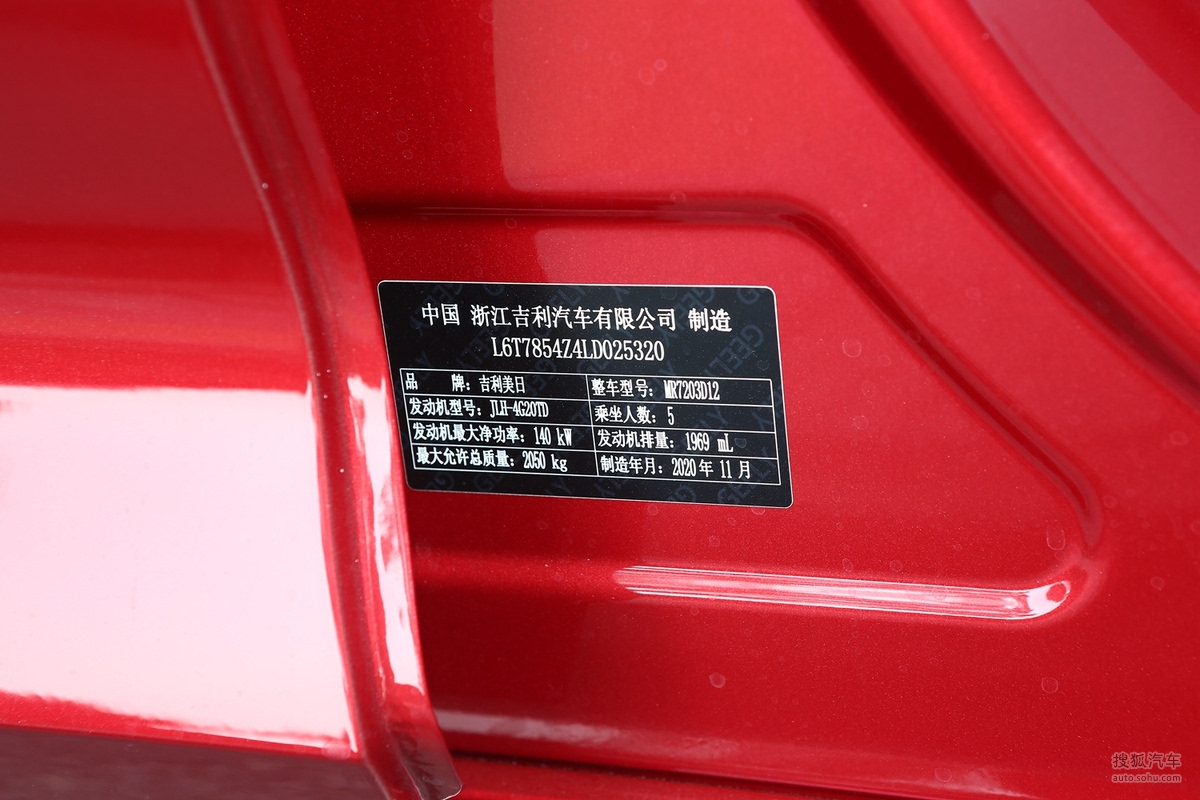 中国 浙江吉利汽车有限公司 制造
L6T7854Z4LD025320
品 牌：吉利美日 整车型号：MR7203D12
发动机型号：JLH-4G20TD 乘坐人数：5
发动机最大净功率：140 kW 发动机排量：1969 mL
最大允许总质量：2050 kg 制造年月：2020 年 11 月
搜狐汽车
auto.sohu.com